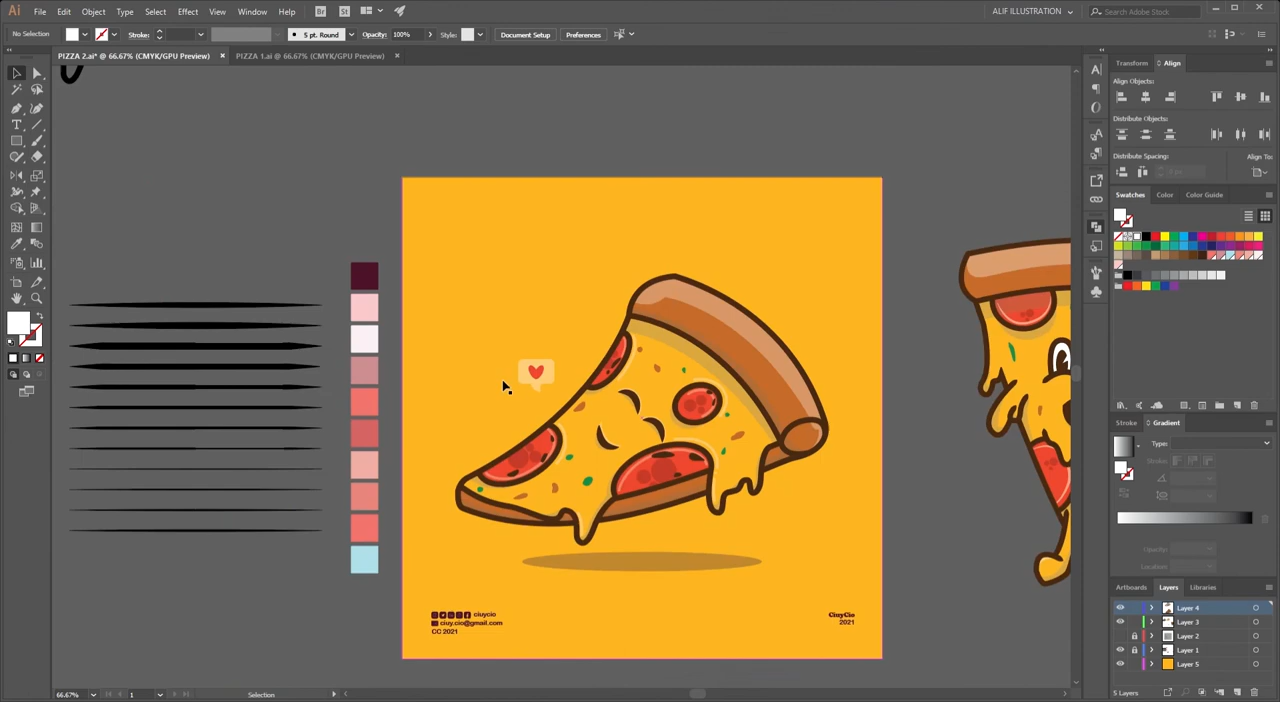 Ai File Edit Object Type Select Effect View Window Help Br St ALIF ILLUSTRATION Search Adobe Stock
No Selection Stroke: 5 pt. Round Opacity: 100% Style: Document Setup Preferences
PIZZA 2.ai* @ 66.67% (CMYK/GPU Preview) × PIZZA 1.ai @ 66.67% (CMYK/GPU Preview) ×
Transform Align
Align Objects:
Distribute Objects:
Distribute Spacing: Align To:
Swatches Color Color Guide
Stroke Gradient
Type:
Stroke:
Opacity:
Location:
Artboards Layers Libraries
Layer 4
Layer 3
Layer 2
Layer 1
Layer 5
5 Layers
ciuycio
ciuy.cio@gmail.com
CC 2021
CiuyCio
2021
66.67% 1 Selection